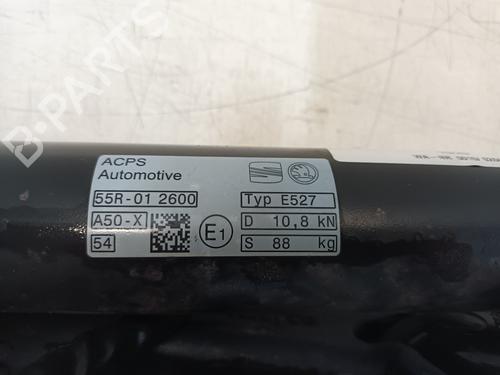 B-PARTS
ACPS
Automotive
55R-01 2600
Typ E527
A50-X
E1
D 10,8 kN
54
S 88 kg